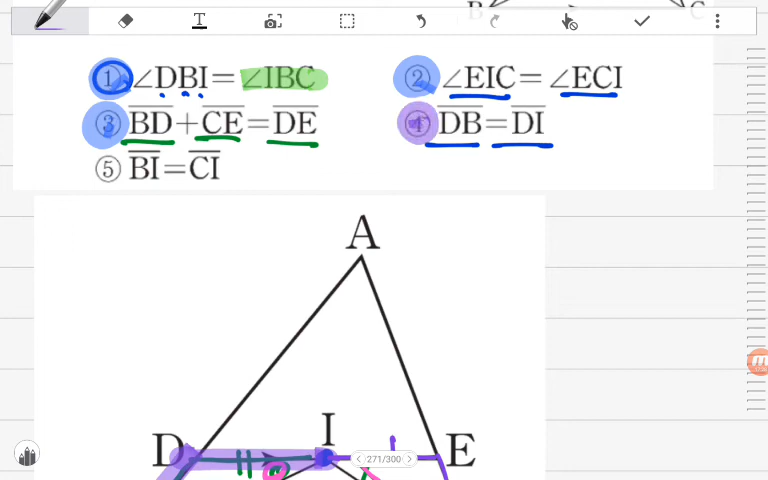 B C
① ∠DBI=∠IBC ② ∠EIC=∠ECI
③ BD+CE=DE ④ DB=DI
⑤ BI=CI
A
I
D E
271/300